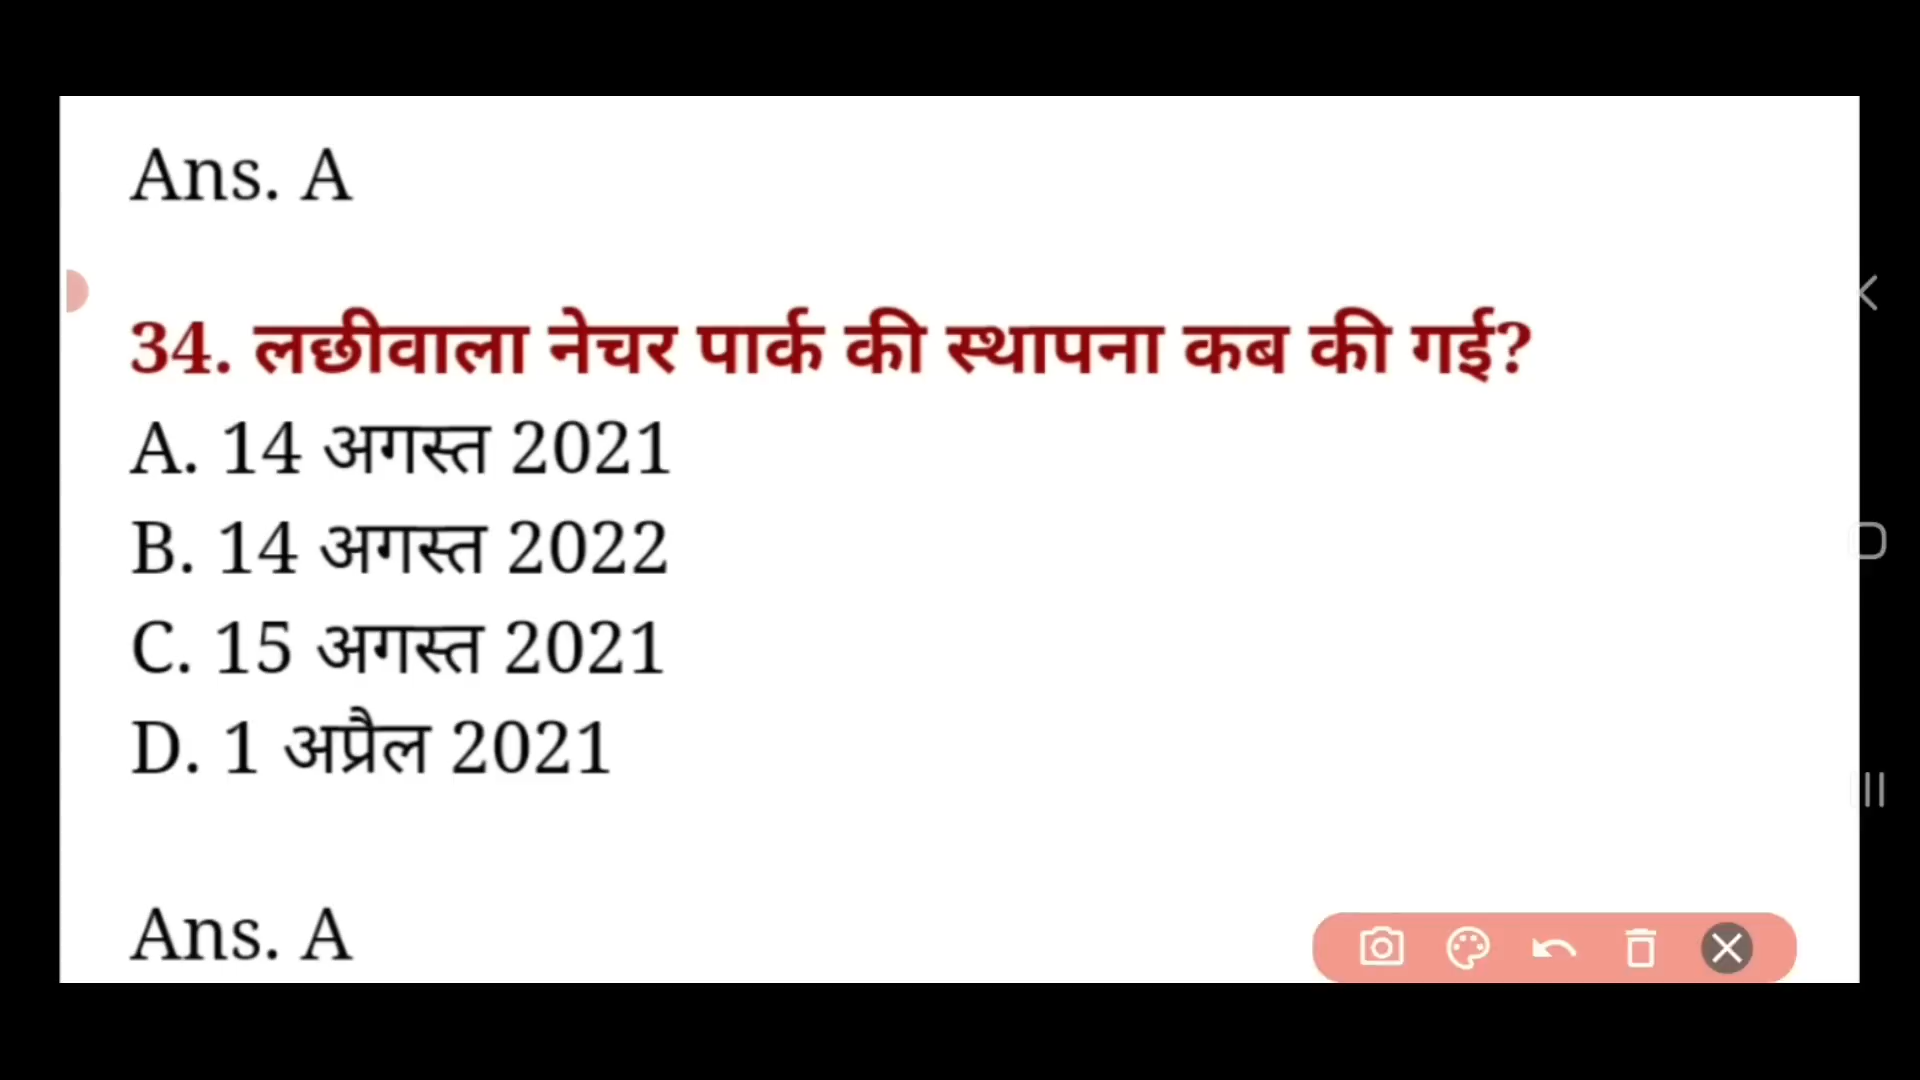 Ans. A
34. लछीवाला नेचर पार्क की स्थापना कब की गई?
A. 14 अगस्त 2021
B. 14 अगस्त 2022
C. 15 अगस्त 2021
D. 1 अप्रैल 2021
Ans. A